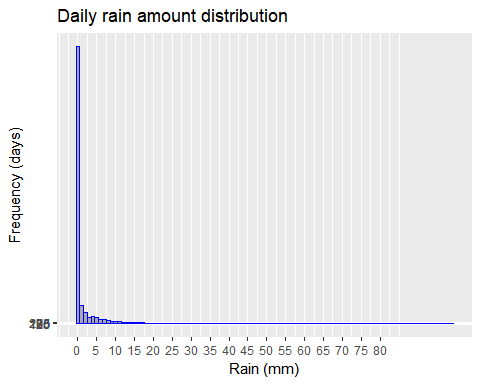 Daily rain amount distribution
Frequency (days)
0 5 10 15 20 25 30 35 40 45 50 55 60 65 70 75 80
Rain (mm)